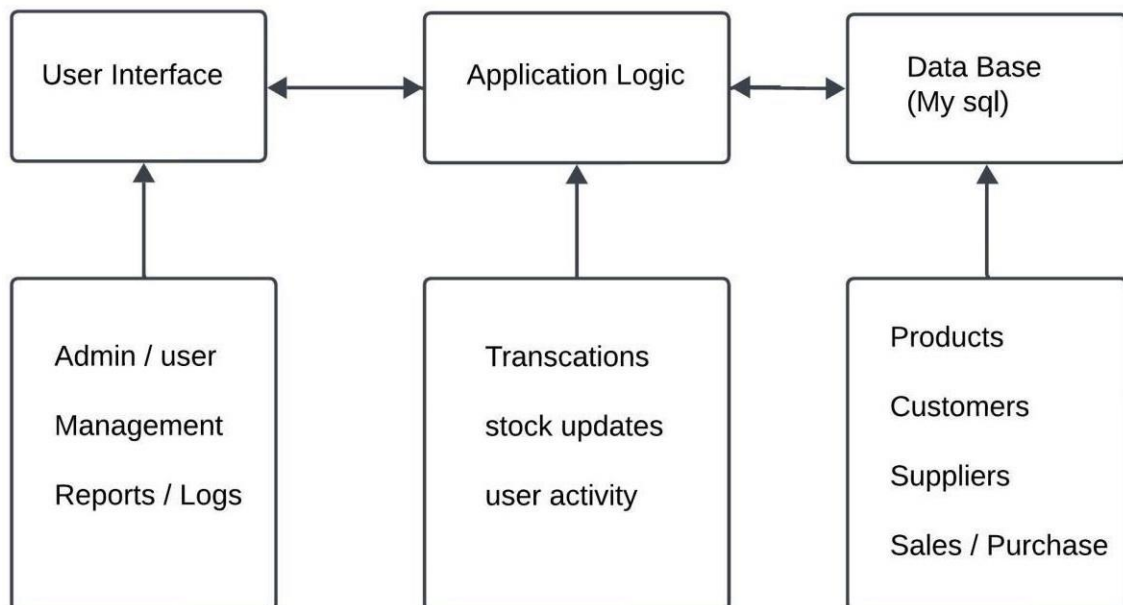 User Interface
Application Logic
Data Base
(My sql)
Admin / user
Management
Reports / Logs
Transcations
stock updates
user activity
Products
Customers
Suppliers
Sales / Purchase